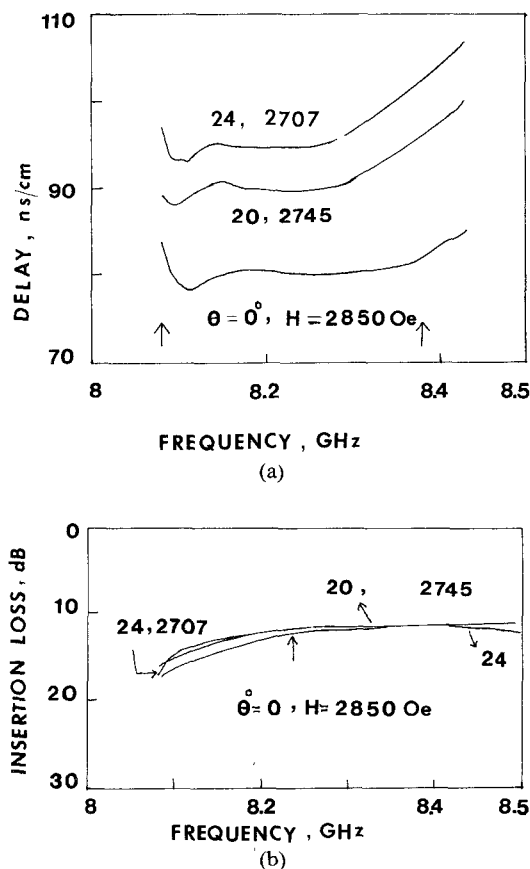 110
24, 2707
90
20, 2745
θ = 0°, H = 2850 Oe
70
DELAY, ns/cm
8 8.2 8.4 8.5
FREQUENCY, GHz
(a)
0
10
20
30
INSERTION LOSS, dB
20, 2745
24, 2707
24
θ° = 0, H = 2850 Oe
8 8.2 8.4 8.5
FREQUENCY, GHz
(b)